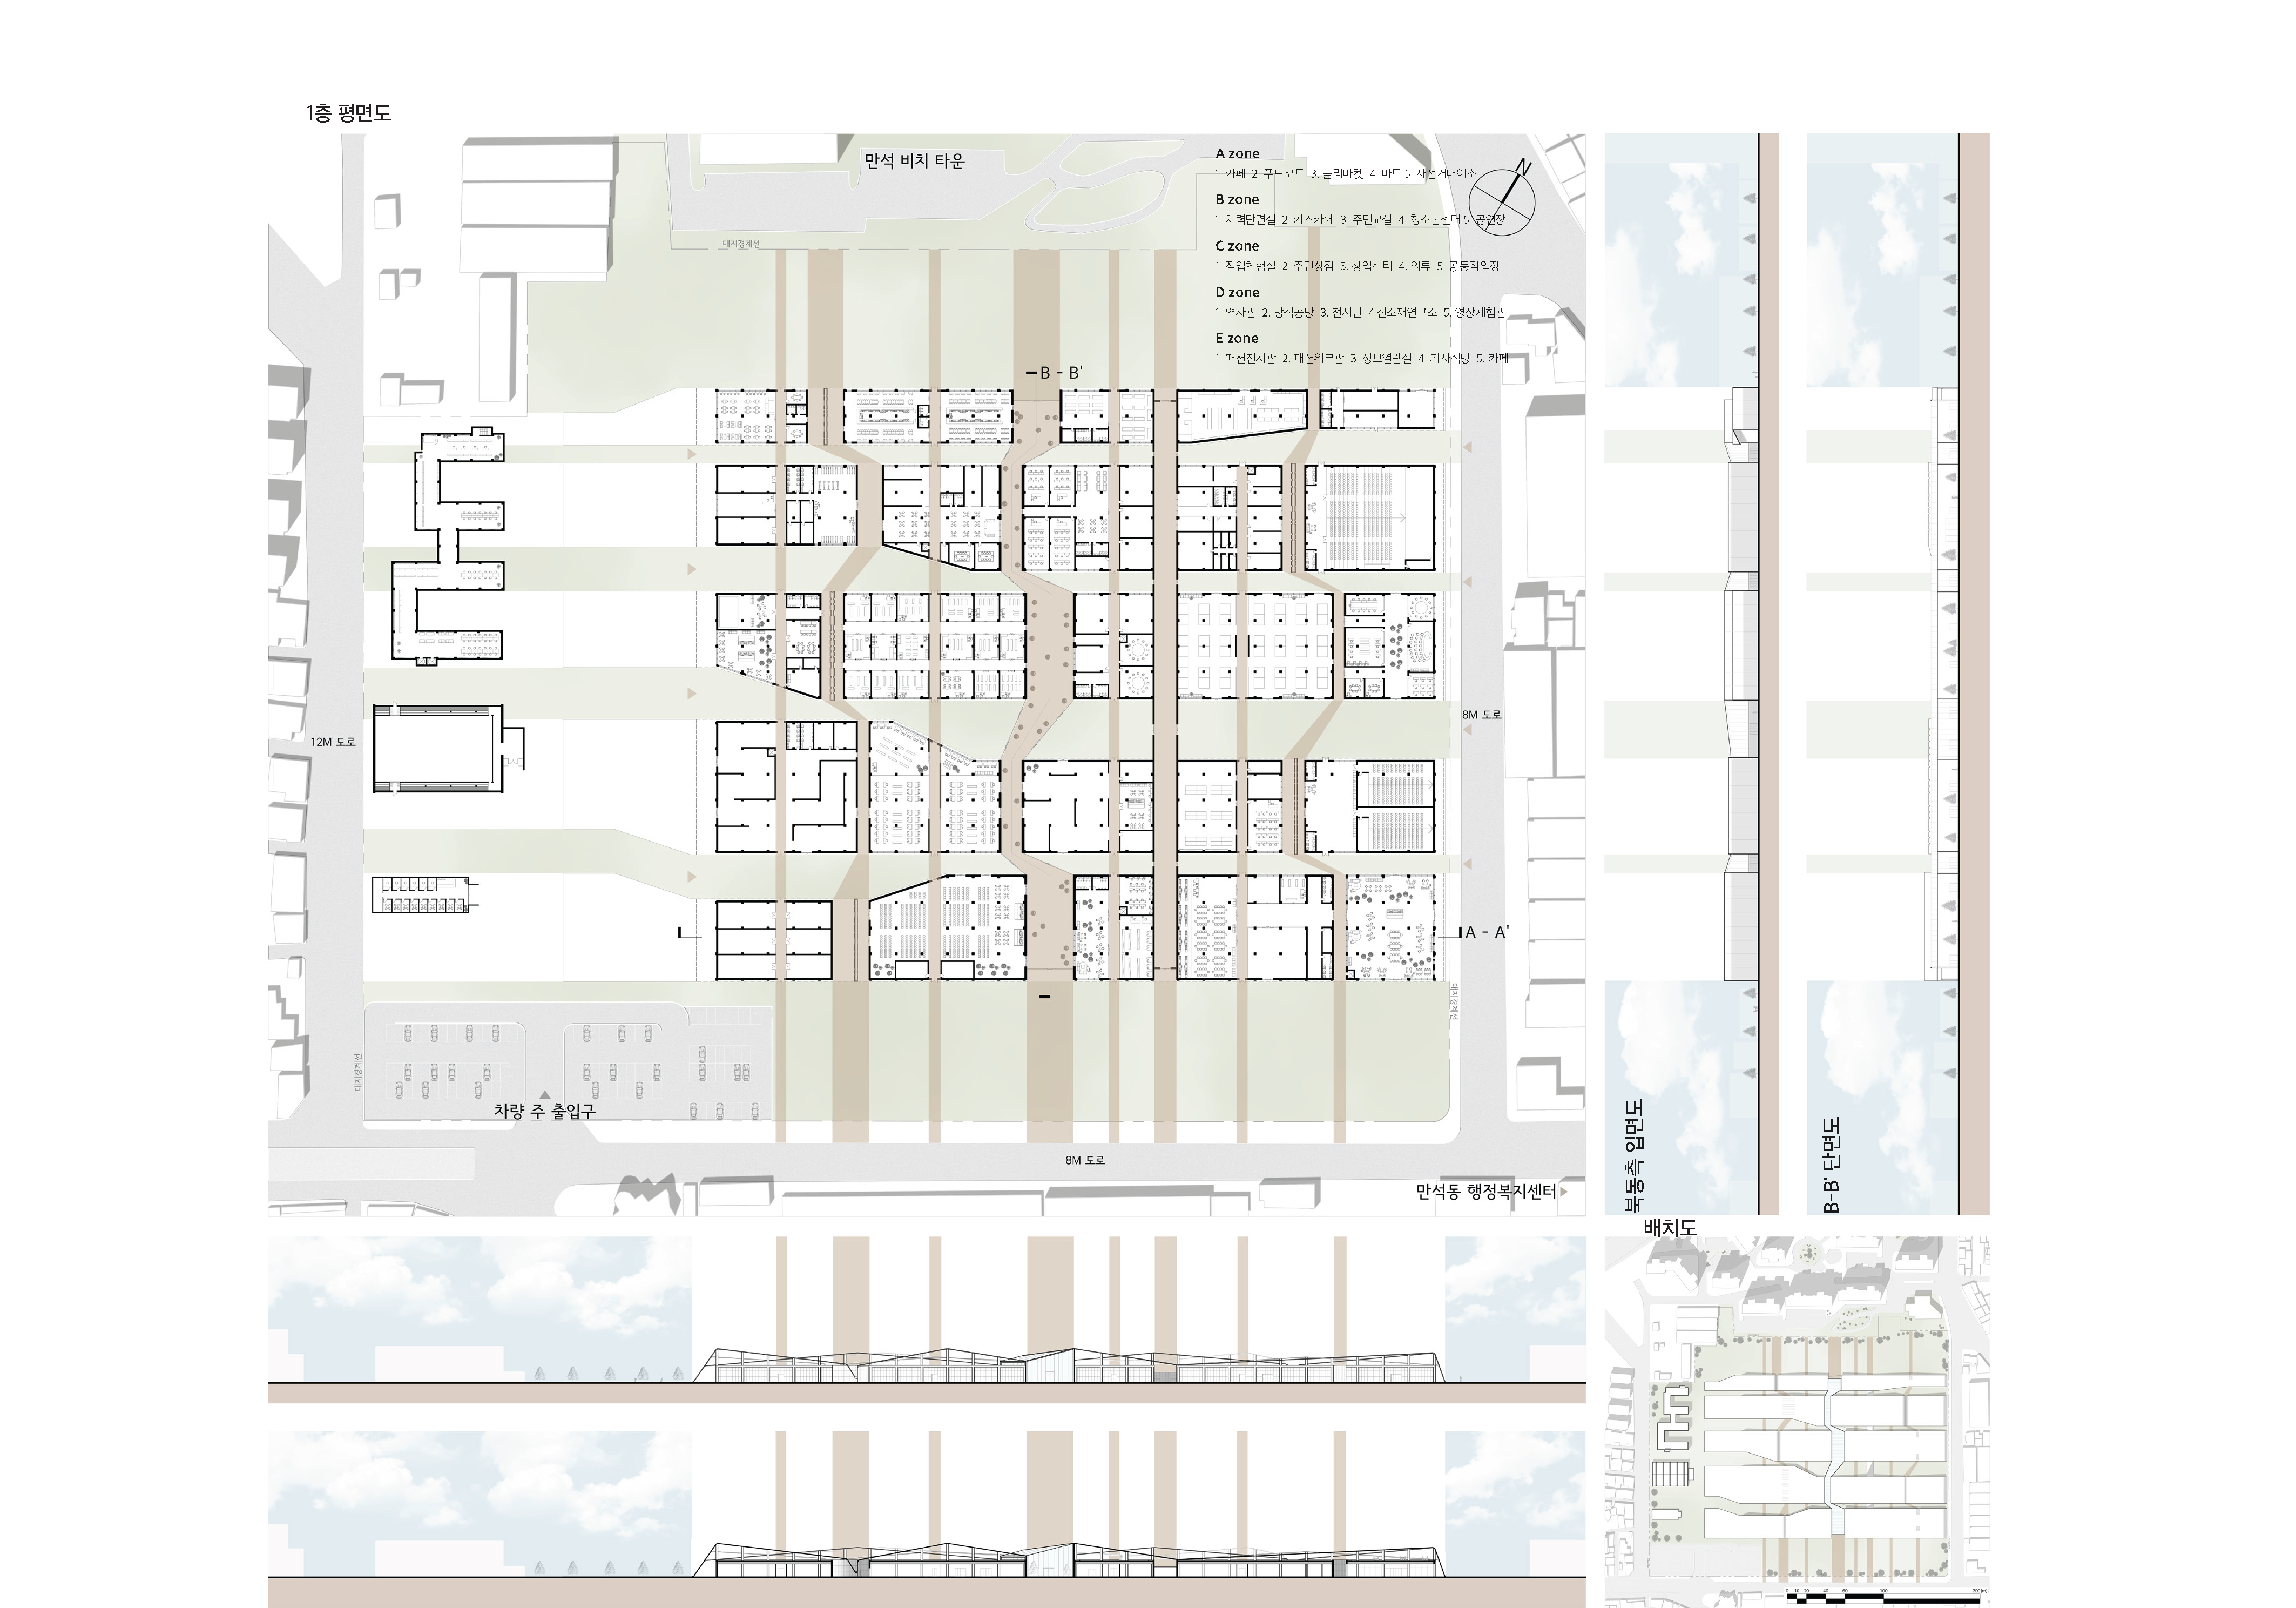 1층 평면도
만석 비치 타운
A zone
1. 카페 2. 푸드코트 3. 플리마켓 4. 마트 5. 자전거대여소
N
B zone
1. 체력단련실 2. 키즈카페 3. 주민교실 4. 청소년센터 5. 공연장
대지경계선
C zone
1. 직업체험실 2. 주민상점 3. 창업센터 4. 의류 5. 공동작업장
D zone
1. 역사관 2. 방직공방 3. 전시관 4.신소재연구소 5. 영상체험관
E zone
1. 패션전시관 2. 패션위크관 3. 정보열람실 4. 기사식당 5. 카페
B - B'
8M 도로
12M 도로
A - A'
대지경계선
대지경계선
차량 주 출입구
8M 도로
만석동 행정복지센터
북동측 입면도
B-B' 단면도
배치도
0 10 20 40 60 100 200(m)